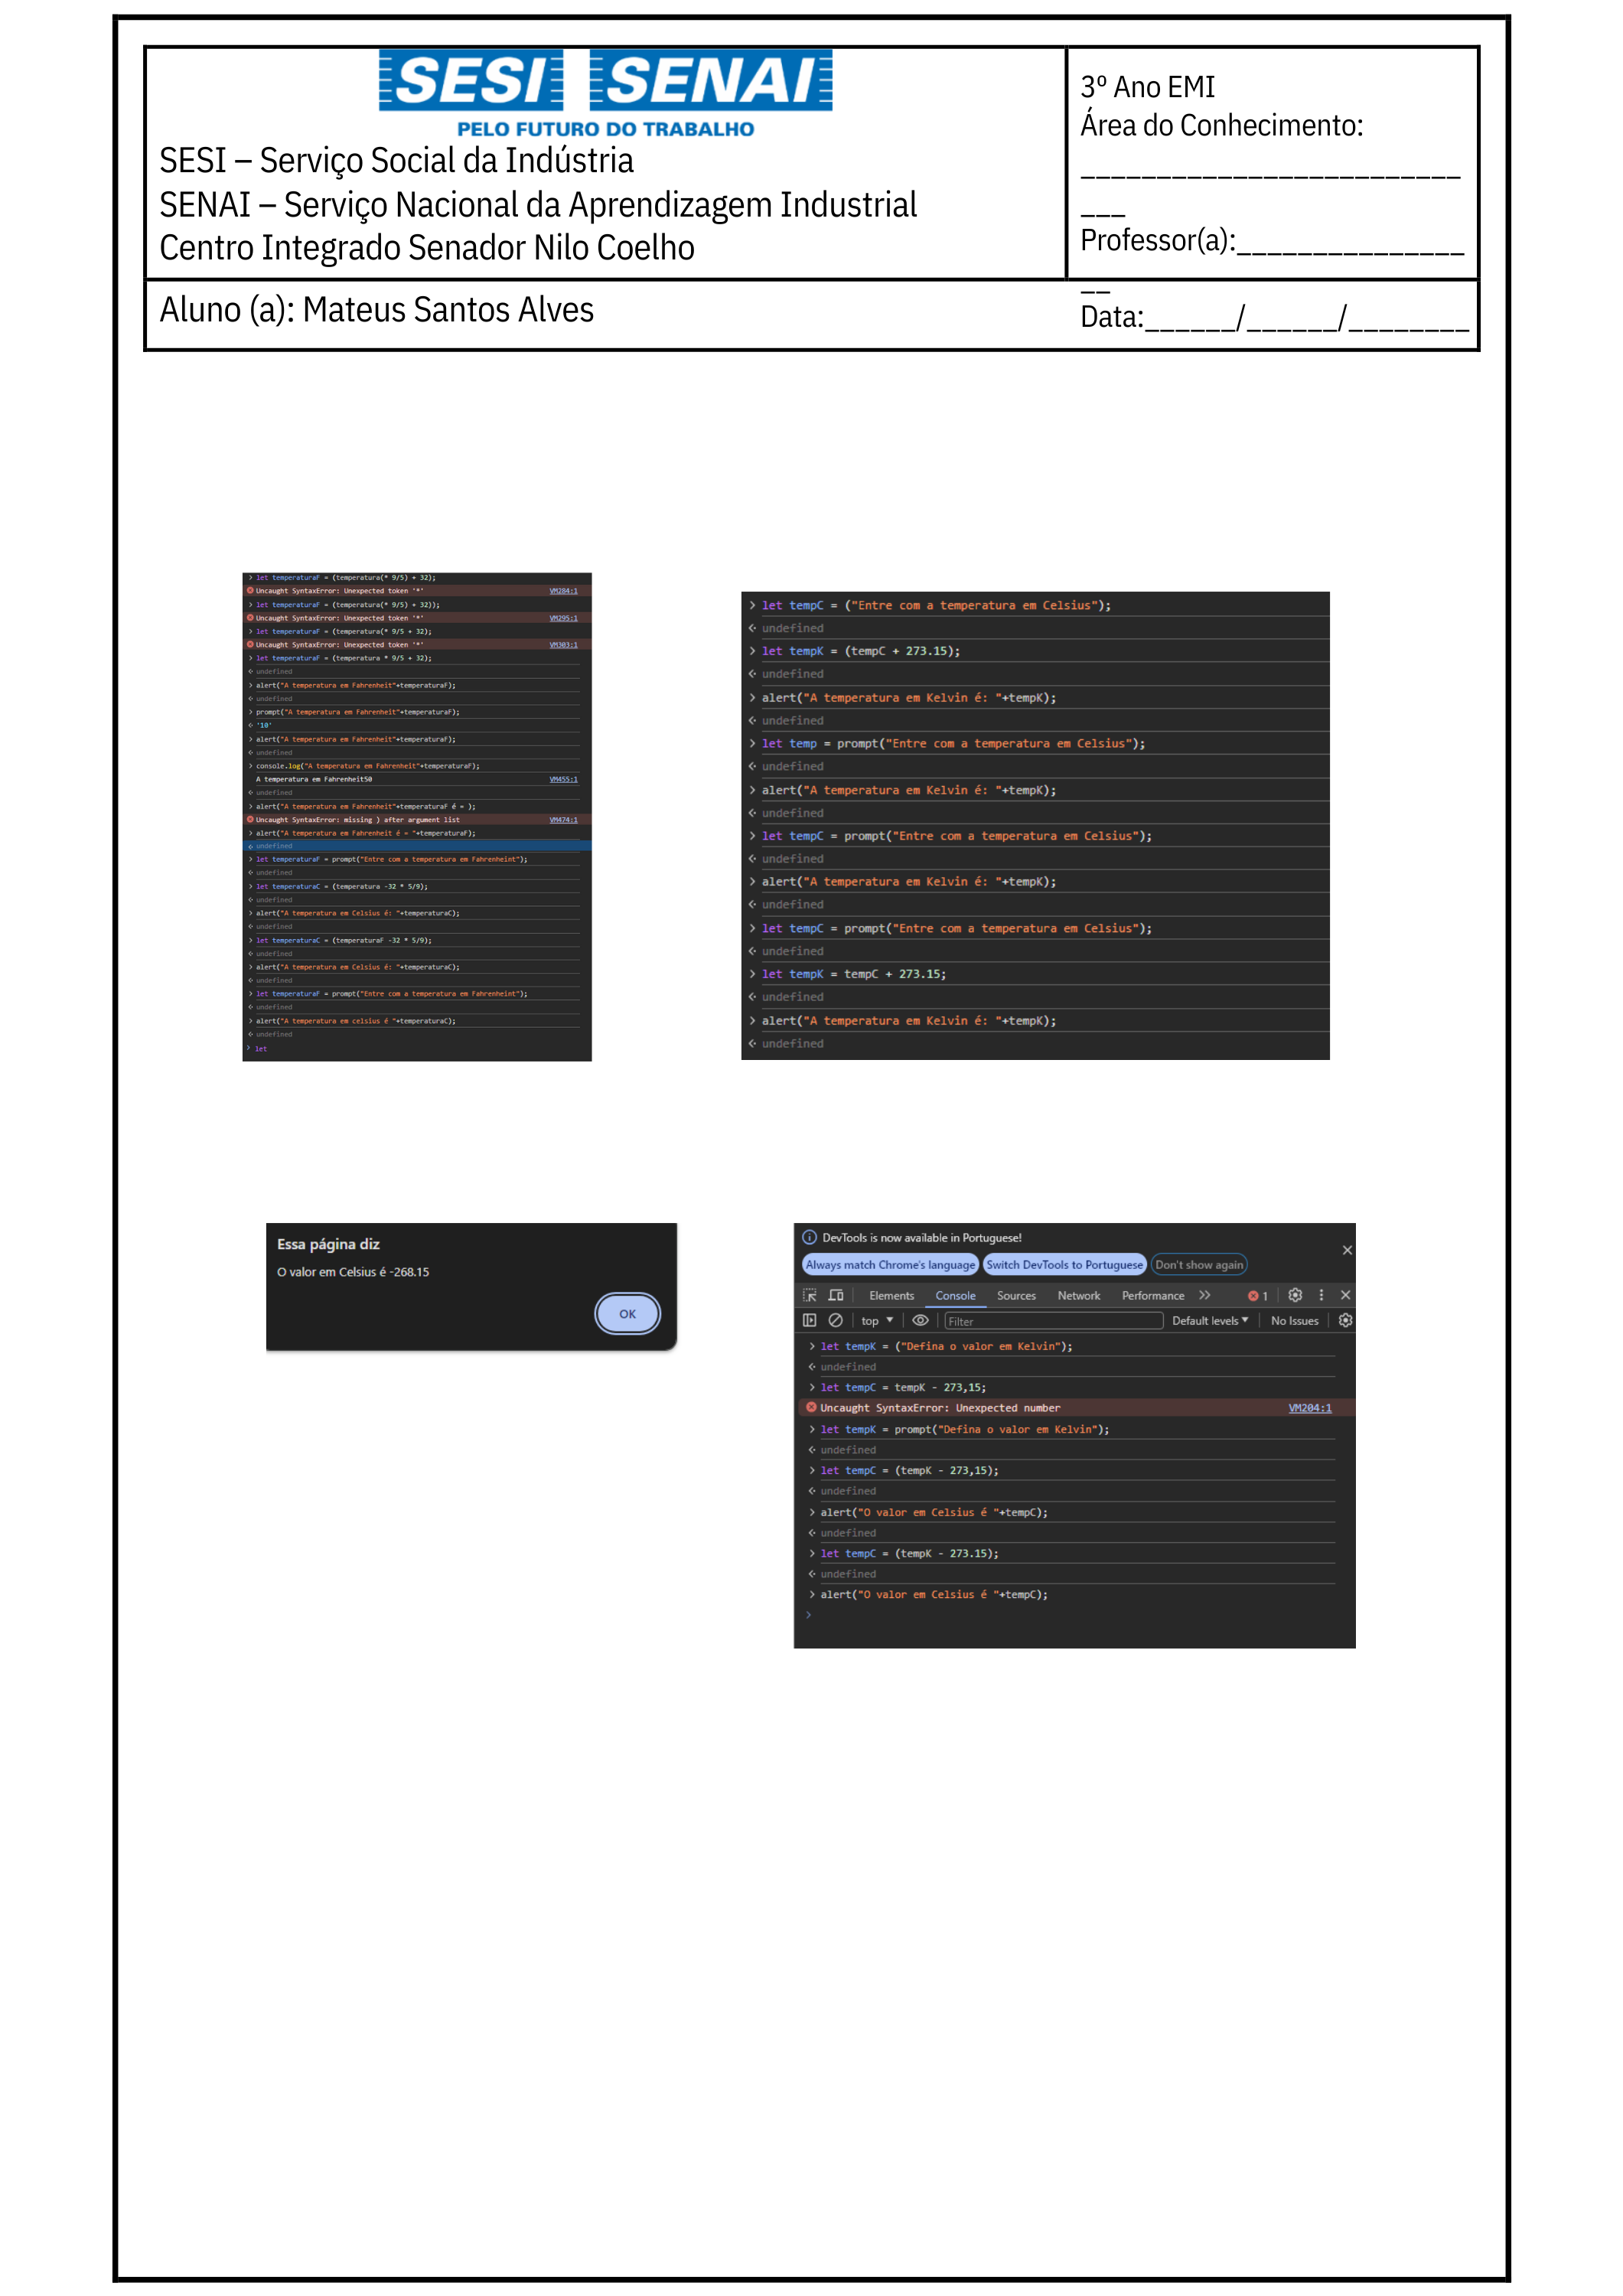 SESI SENAI
PELO FUTURO DO TRABALHO
SESI – Serviço Social da Indústria
SENAI – Serviço Nacional da Aprendizagem Industrial
Centro Integrado Senador Nilo Coelho
3º Ano EMI
Área do Conhecimento:
_________________________
___
Professor(a):_______________
__
Data:______/______/________
Aluno (a): Mateus Santos Alves
> let temperaturaF = (temperatura(* 9/5) + 32);
Uncaught SyntaxError: Unexpected token '*' VM284:1
> let temperaturaF = (temperatura(* 9/5) + 32));
Uncaught SyntaxError: Unexpected token '*' VM295:1
> let temperaturaF = (temperatura(* 9/5 + 32);
Uncaught SyntaxError: Unexpected token '*' VM303:1
> let temperaturaF = (temperatura * 9/5 + 32);
undefined
> alert("A temperatura em Fahrenheit"+temperaturaF);
undefined
> prompt("A temperatura em Fahrenheit"+temperaturaF);
'10'
> alert("A temperatura em Fahrenheit"+temperaturaF);
undefined
> console.log("A temperatura em Fahrenheit"+temperaturaF);
A temperatura em Fahrenheit50 VM455:1
undefined
> alert("A temperatura em Fahrenheit"+temperaturaF é = );
Uncaught SyntaxError: missing ) after argument list VM474:1
> alert("A temperatura em Fahrenheit é = "+temperaturaF);
undefined
> let temperaturaF = prompt("Entre com a temperatura em Fahrenheint");
undefined
> let temperaturaC = (temperatura -32 * 5/9);
undefined
> alert("A temperatura em Celsius é: "+temperaturaC);
undefined
> let temperaturaC = (temperaturaF -32 * 5/9);
undefined
> alert("A temperatura em Celsius é: "+temperaturaC);
undefined
> let temperaturaF = prompt("Entre com a temperatura em Fahrenheint");
undefined
> alert("A temperatura em celsius é "+temperaturaC);
undefined
> let
> let tempC = ("Entre com a temperatura em Celsius");
undefined
> let tempK = (tempC + 273.15);
undefined
> alert("A temperatura em Kelvin é: "+tempK);
undefined
> let temp = prompt("Entre com a temperatura em Celsius");
undefined
> alert("A temperatura em Kelvin é: "+tempK);
undefined
> let tempC = prompt("Entre com a temperatura em Celsius");
undefined
> alert("A temperatura em Kelvin é: "+tempK);
undefined
> let tempC = prompt("Entre com a temperatura em Celsius");
undefined
> let tempK = tempC + 273.15;
undefined
> alert("A temperatura em Kelvin é: "+tempK);
undefined
Essa página diz
O valor em Celsius é -268.15
OK
DevTools is now available in Portuguese!
Always match Chrome's language Switch DevTools to Portuguese Don't show again
Elements Console Sources Network Performance 1
top Filter Default levels No Issues
> let tempK = ("Defina o valor em Kelvin");
undefined
> let tempC = tempK - 273,15;
Uncaught SyntaxError: Unexpected number VM204:1
> let tempK = prompt("Defina o valor em Kelvin");
undefined
> let tempC = (tempK - 273,15);
undefined
> alert("O valor em Celsius é "+tempC);
undefined
> let tempC = (tempK - 273.15);
undefined
> alert("O valor em Celsius é "+tempC);
>